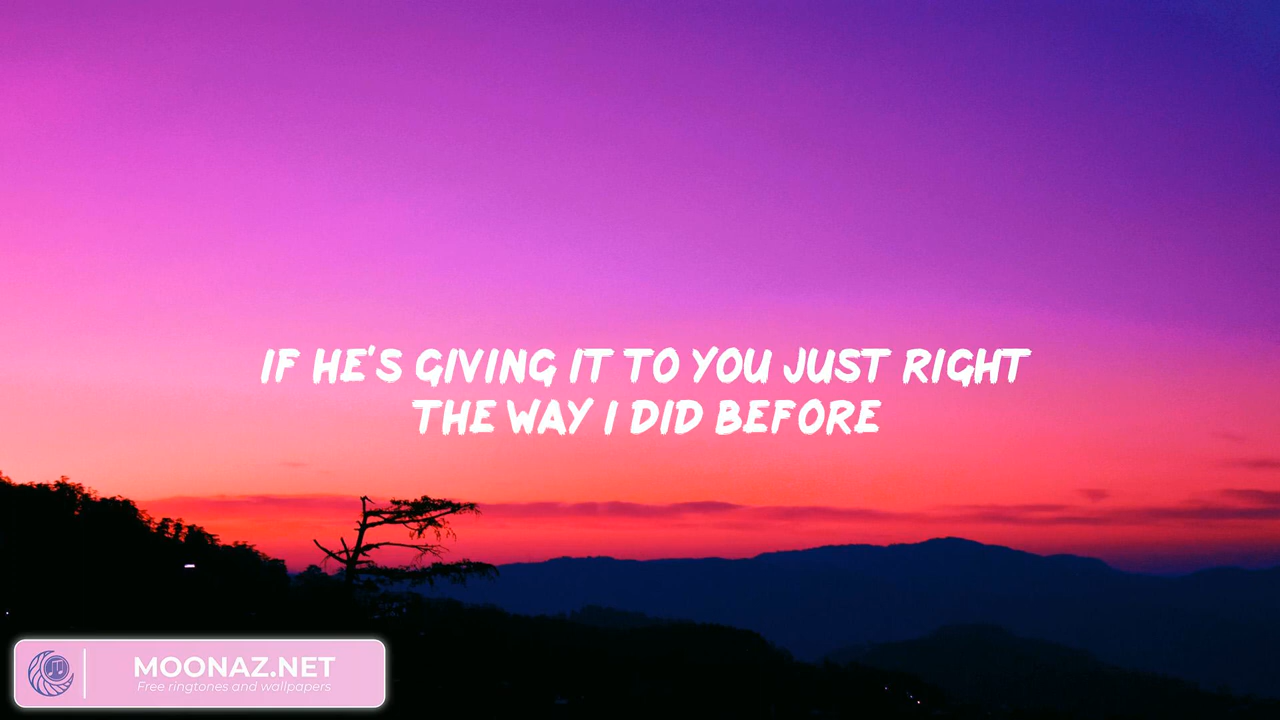 IF HE'S GIVING IT TO YOU JUST RIGHT
THE WAY I DID BEFORE
MOONAZ.NET
Free ringtones and wallpapers